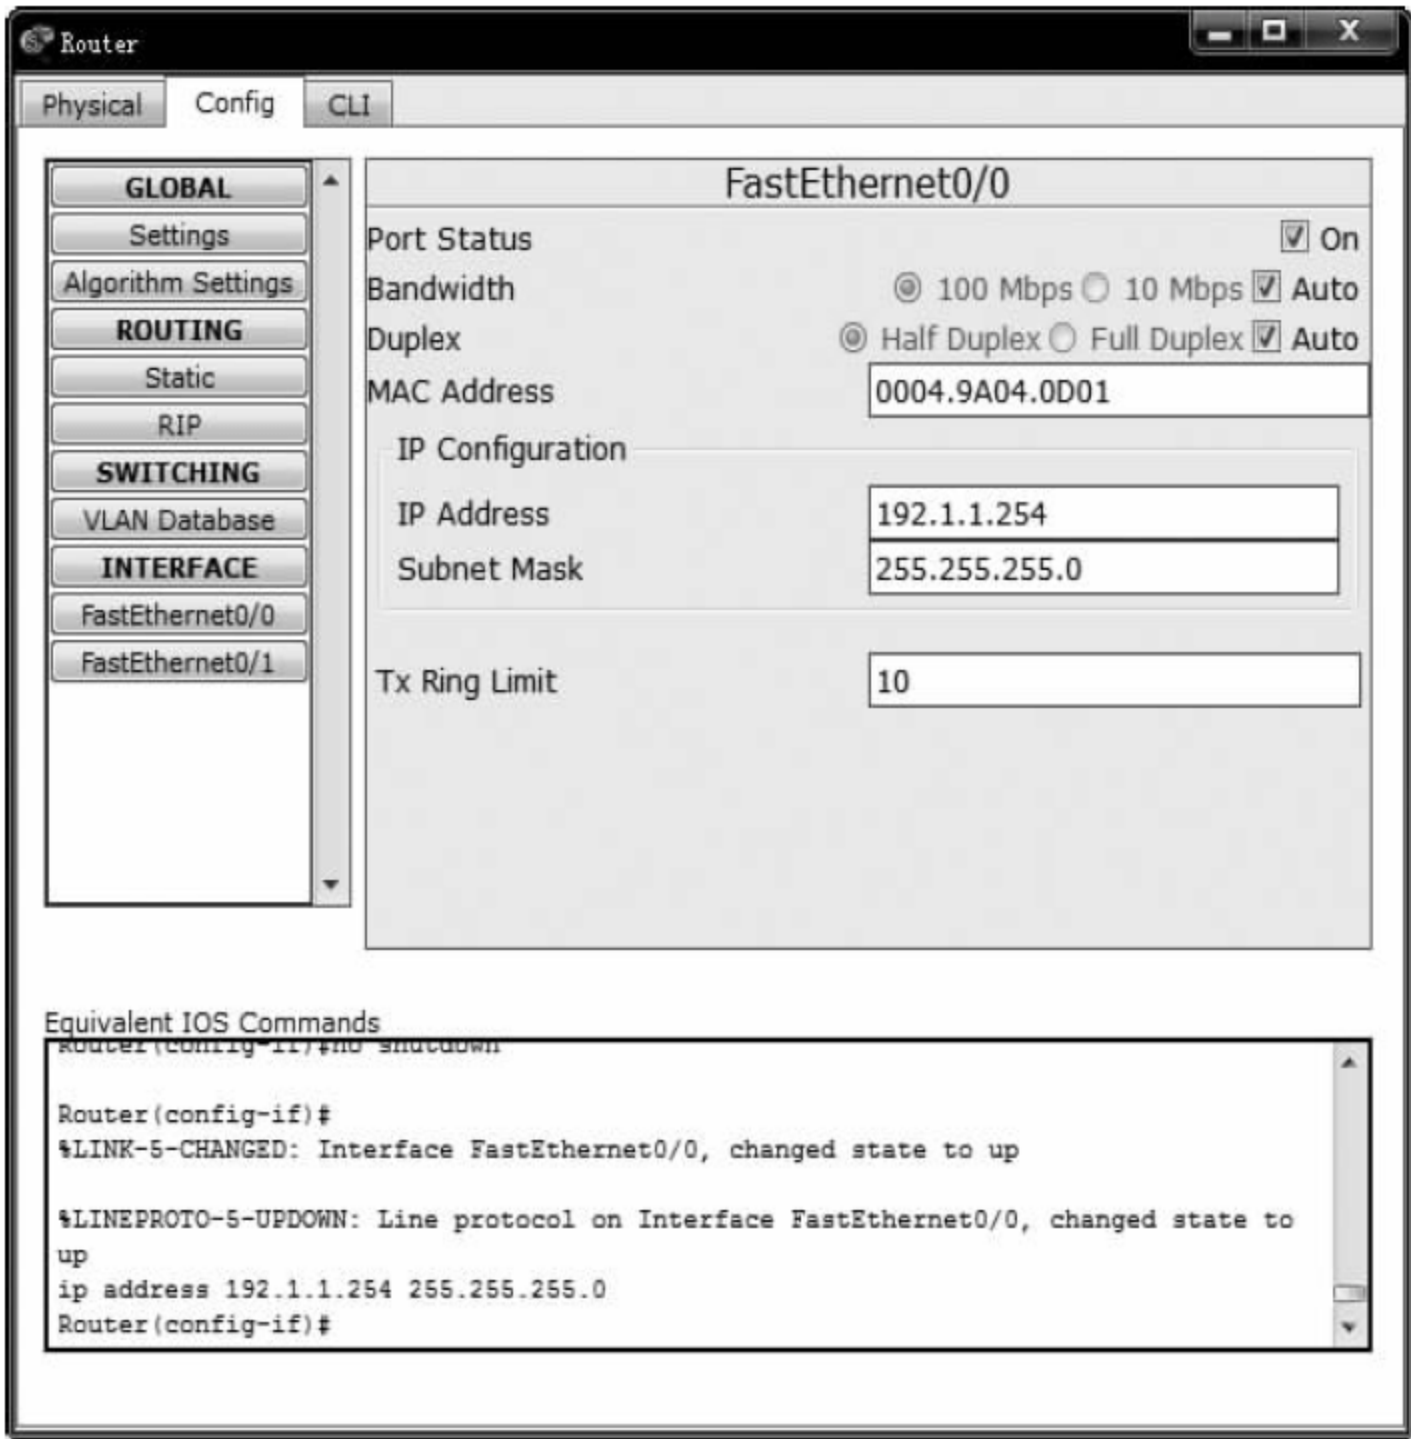 Router
Physical Config CLI
GLOBAL
Settings
Algorithm Settings
ROUTING
Static
RIP
SWITCHING
VLAN Database
INTERFACE
FastEthernet0/0
FastEthernet0/1
FastEthernet0/0
Port Status On
Bandwidth 100 Mbps 10 Mbps Auto
Duplex Half Duplex Full Duplex Auto
MAC Address 0004.9A04.0D01
IP Configuration
IP Address 192.1.1.254
Subnet Mask 255.255.255.0
Tx Ring Limit 10
Equivalent IOS Commands
Router(config-if)#no shutdown
Router(config-if)#
%LINK-5-CHANGED: Interface FastEthernet0/0, changed state to up
%LINEPROTO-5-UPDOWN: Line protocol on Interface FastEthernet0/0, changed state to
up
ip address 192.1.1.254 255.255.255.0
Router(config-if)#